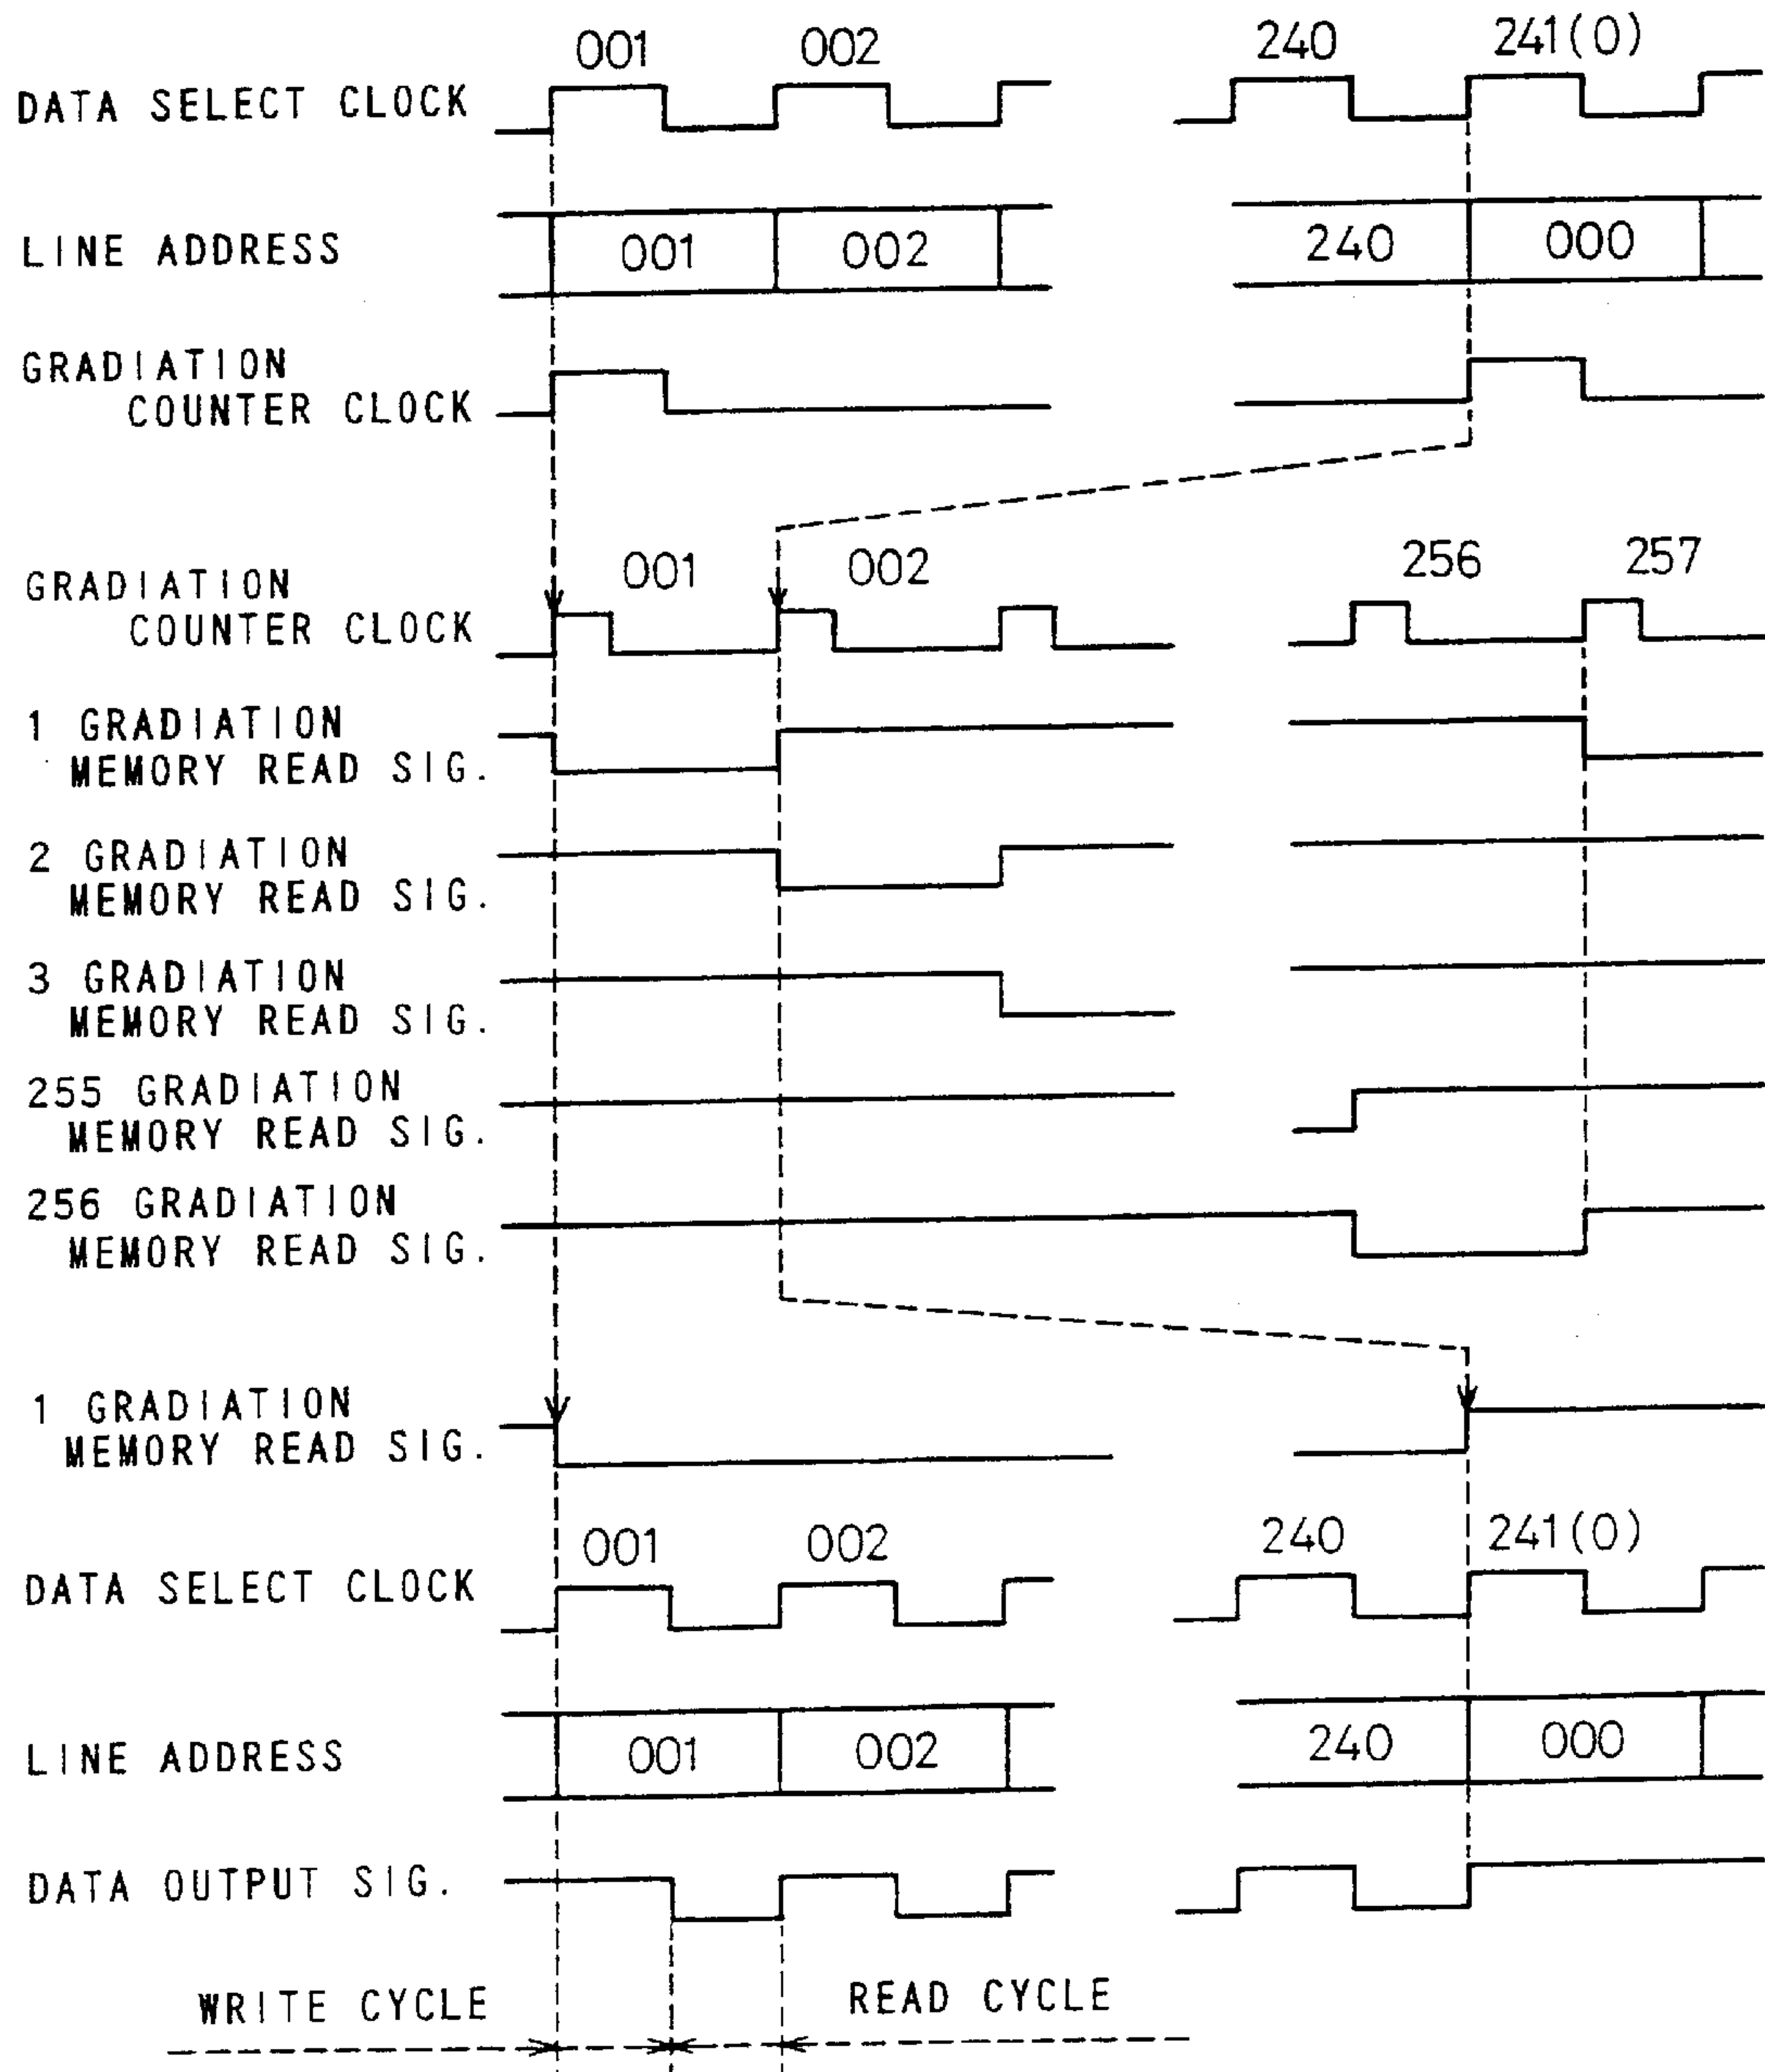 001 002 240 241(0)
DATA SELECT CLOCK
LINE ADDRESS 001 002 240 000
GRADIATION
COUNTER CLOCK
GRADIATION 001 002 256 257
COUNTER CLOCK
1 GRADIATION
MEMORY READ SIG.
2 GRADIATION
MEMORY READ SIG.
3 GRADIATION
MEMORY READ SIG.
255 GRADIATION
MEMORY READ SIG.
256 GRADIATION
MEMORY READ SIG.
1 GRADIATION
MEMORY READ SIG.
001 002 240 241(0)
DATA SELECT CLOCK
LINE ADDRESS 001 002 240 000
DATA OUTPUT SIG.
WRITE CYCLE READ CYCLE